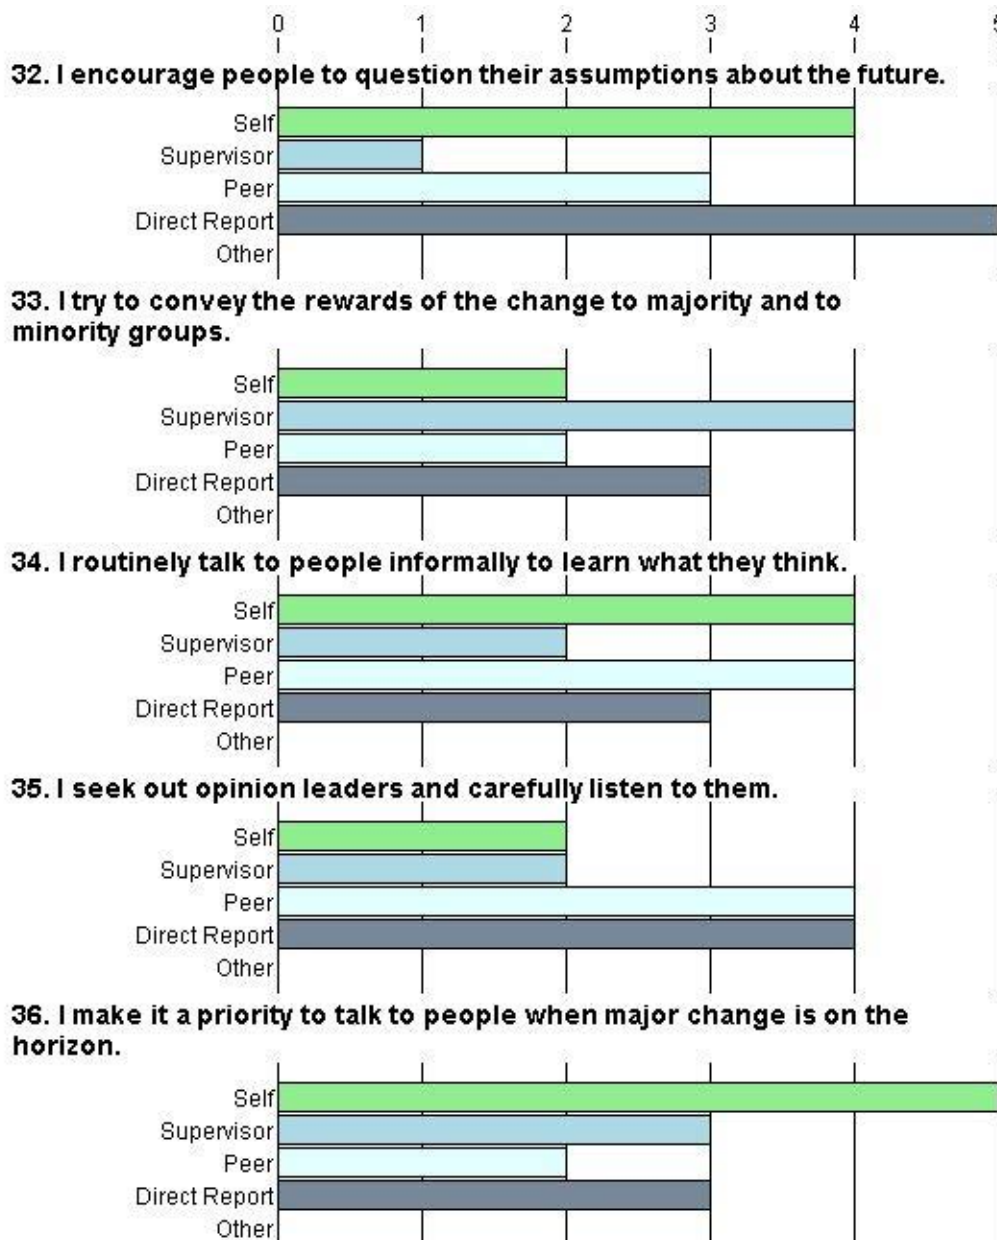 0 1 2 3 4 5
32. I encourage people to question their assumptions about the future.
Self
Supervisor
Peer
Direct Report
Other
33. I try to convey the rewards of the change to majority and to
minority groups.
Self
Supervisor
Peer
Direct Report
Other
34. I routinely talk to people informally to learn what they think.
Self
Supervisor
Peer
Direct Report
Other
35. I seek out opinion leaders and carefully listen to them.
Self
Supervisor
Peer
Direct Report
Other
36. I make it a priority to talk to people when major change is on the
horizon.
Self
Supervisor
Peer
Direct Report
Other